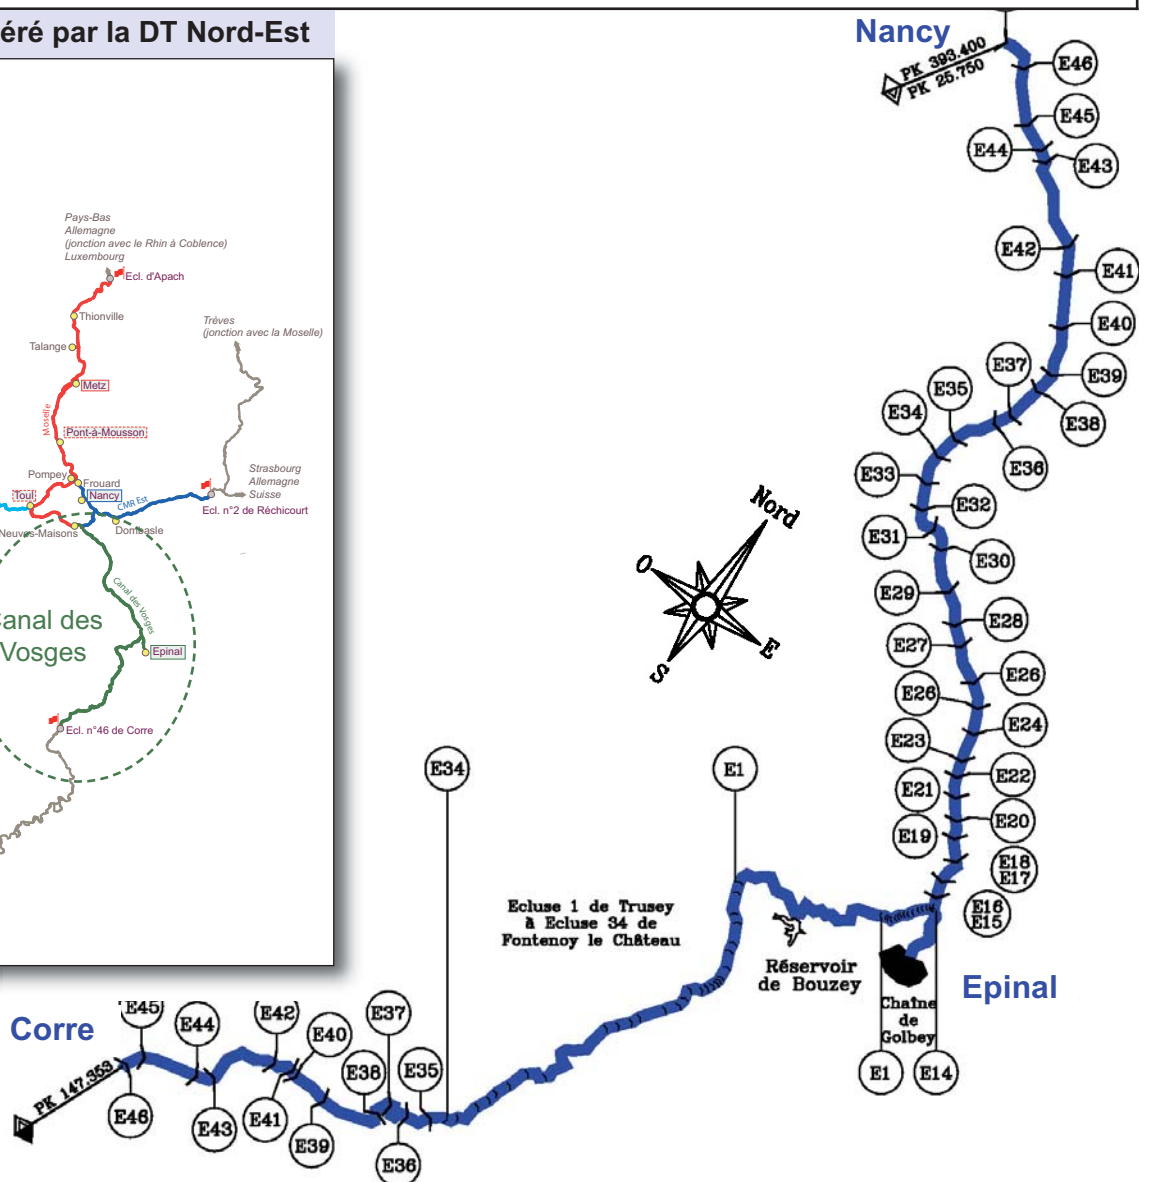 éré par la DT Nord-Est
Pays-Bas
Allemagne
(jonction avec le Rhin à Coblence)
Luxembourg
Ecl. d'Apach
Thionville
Trèves
(jonction avec la Moselle)
Talange
Metz
Moselle
Pont-à-Mousson
Pompey
Frouard
Strasbourg
Allemagne
Suisse
Toul
Nancy
CMR Est
Ecl. n°2 de Réchicourt
Neuves-Maisons
Dombasle
Canal des Vosges
Canal des
Vosges
Epinal
Ecl. n°46 de Corre
Nancy
PK 393.400
PK 25.750
E46
E45
E44
E43
E42
E41
E40
E39
E38
E37
E36
E35
E34
E33
E32
E31
E30
E29
E28
E27
E26
E26
E24
E23
E22
E21
E20
E19
E18
E17
E16
E15
Nord
O
E
S
E34
E1
Ecluse 1 de Trusey
à Ecluse 34 de
Fontenoy le Château
Réservoir
de Bouzey
Epinal
Chaîne
de
Golbey
E1
E14
Corre
PK 147.353
E45
E44
E42
E40
E37
E38
E35
E46
E43
E41
E39
E36